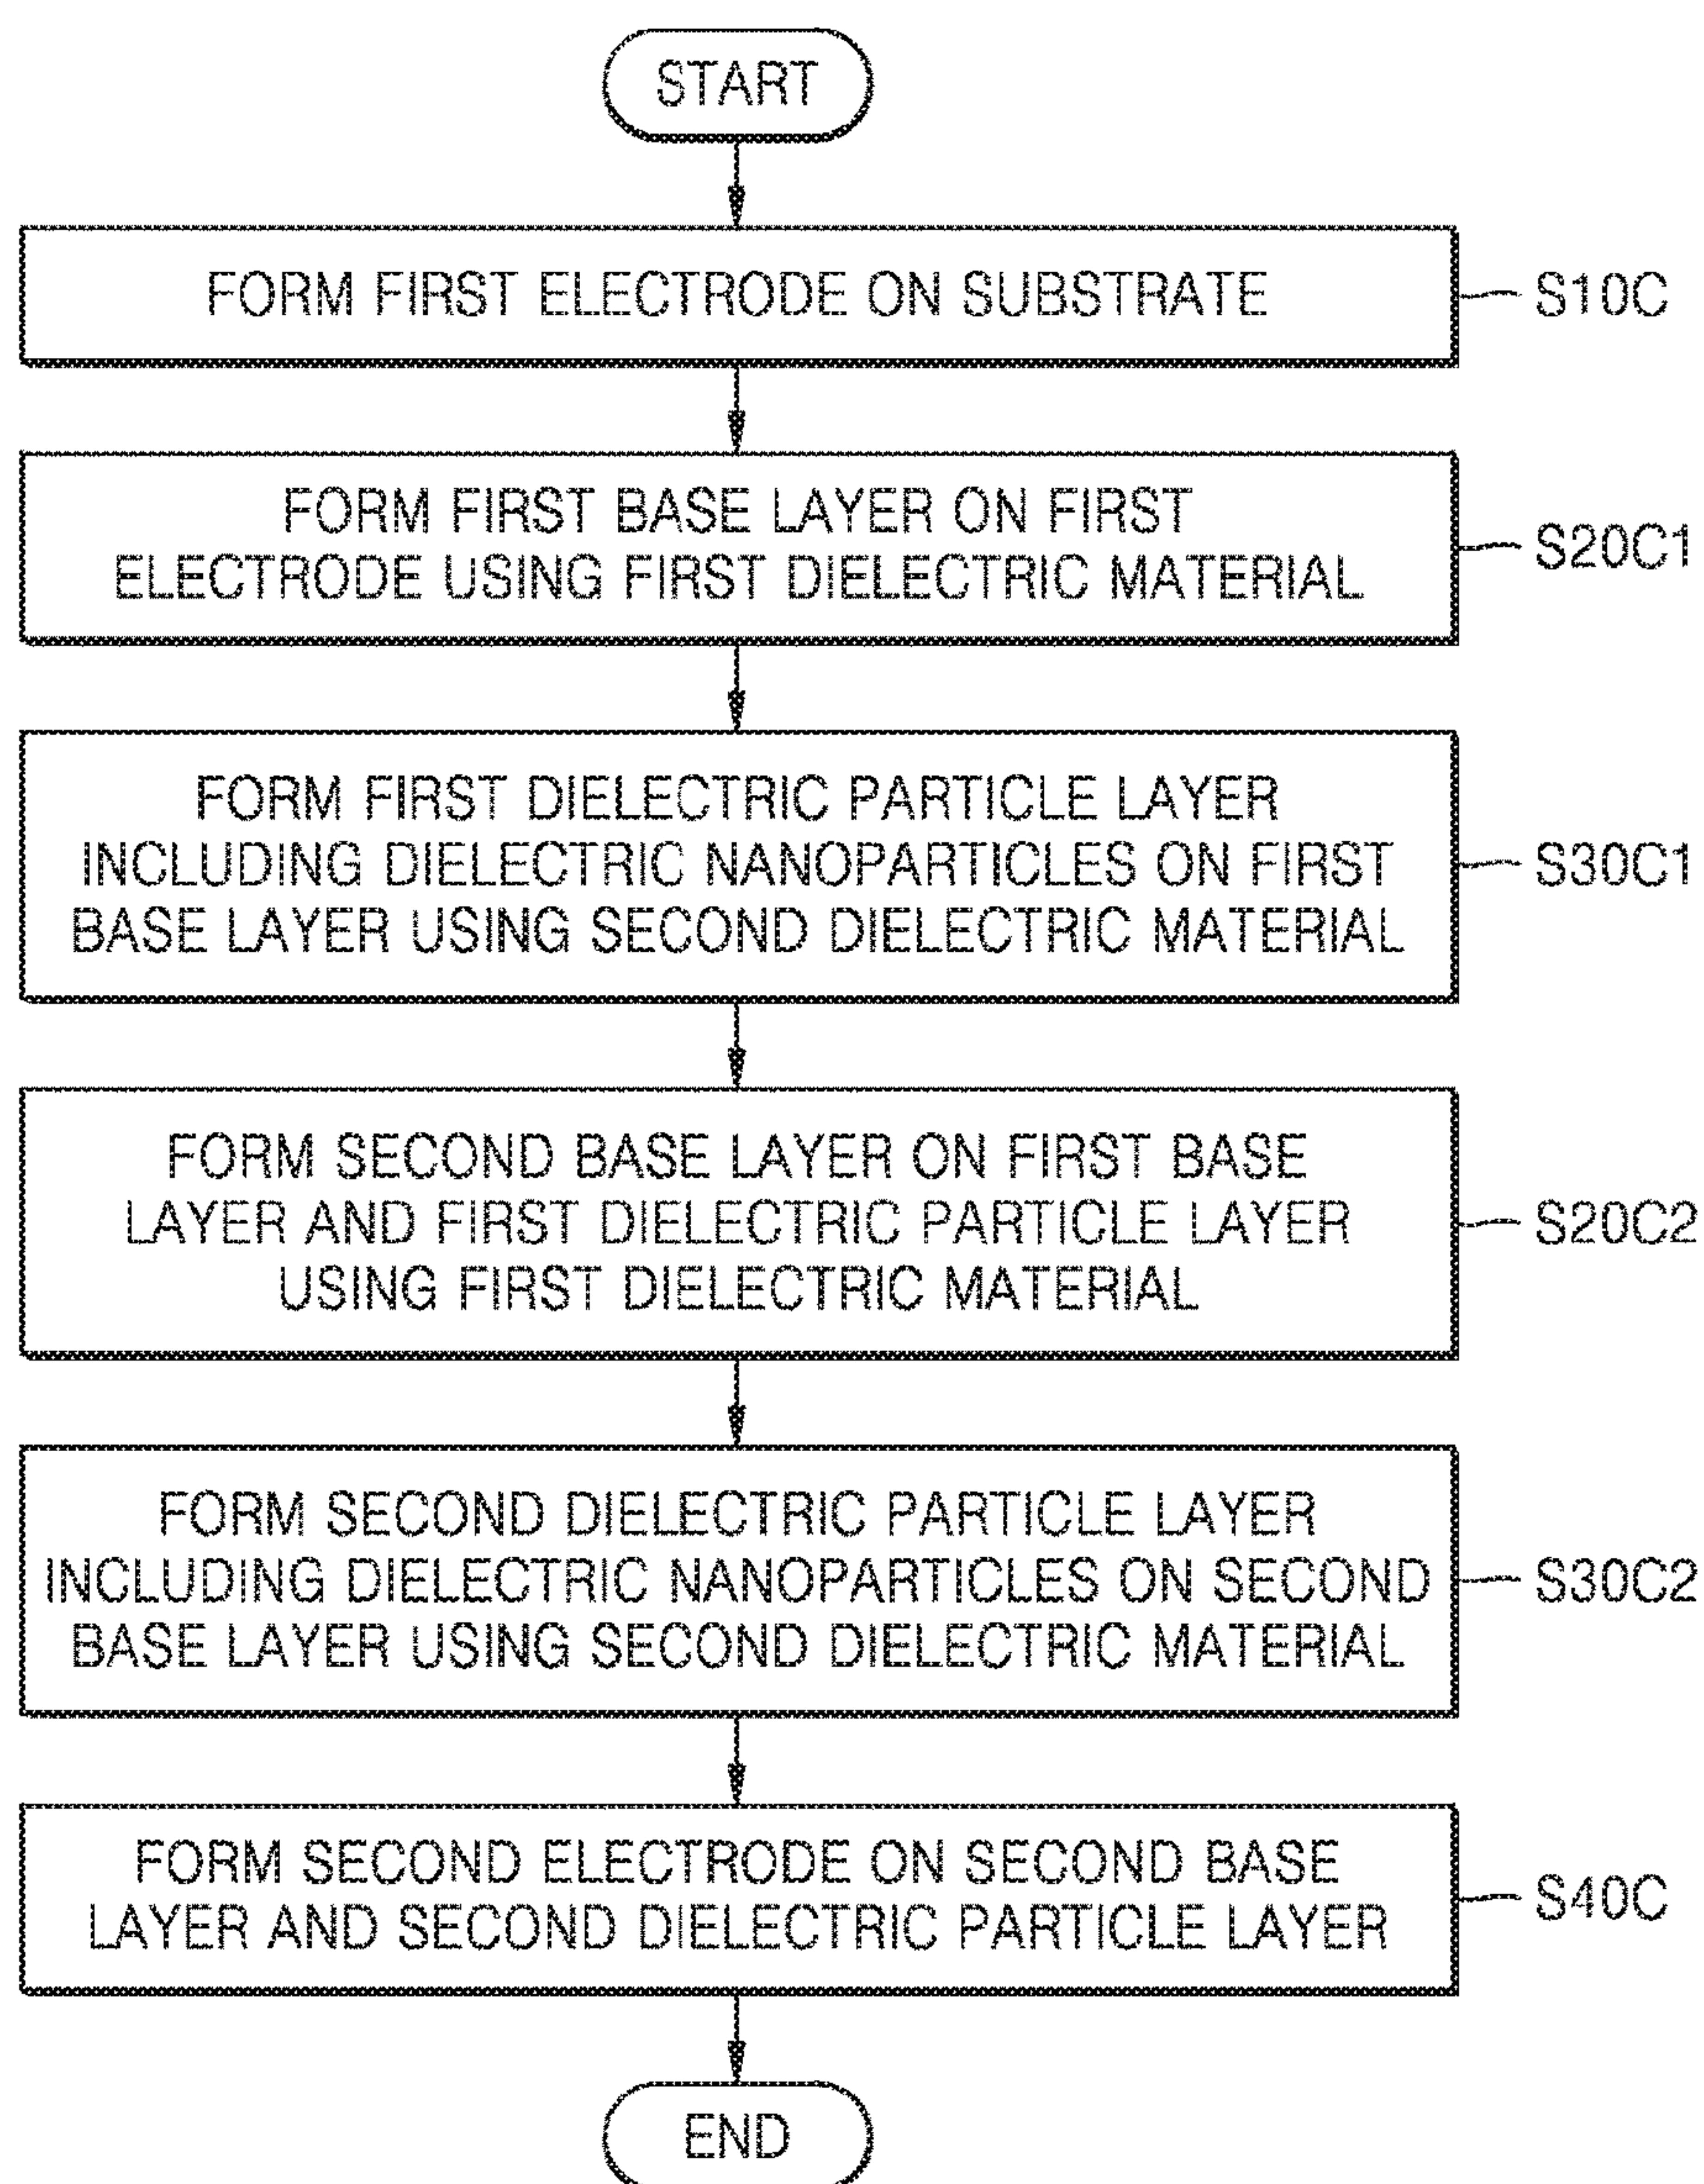 START
FORM FIRST ELECTRODE ON SUBSTRATE
S10C
FORM FIRST BASE LAYER ON FIRST
ELECTRODE USING FIRST DIELECTRIC MATERIAL
S20C1
FORM FIRST DIELECTRIC PARTICLE LAYER
INCLUDING DIELECTRIC NANOPARTICLES ON FIRST
BASE LAYER USING SECOND DIELECTRIC MATERIAL
S30C1
FORM SECOND BASE LAYER ON FIRST BASE
LAYER AND FIRST DIELECTRIC PARTICLE LAYER
USING FIRST DIELECTRIC MATERIAL
S20C2
FORM SECOND DIELECTRIC PARTICLE LAYER
INCLUDING DIELECTRIC NANOPARTICLES ON SECOND
BASE LAYER USING SECOND DIELECTRIC MATERIAL
S30C2
FORM SECOND ELECTRODE ON SECOND BASE
LAYER AND SECOND DIELECTRIC PARTICLE LAYER
S40C
END